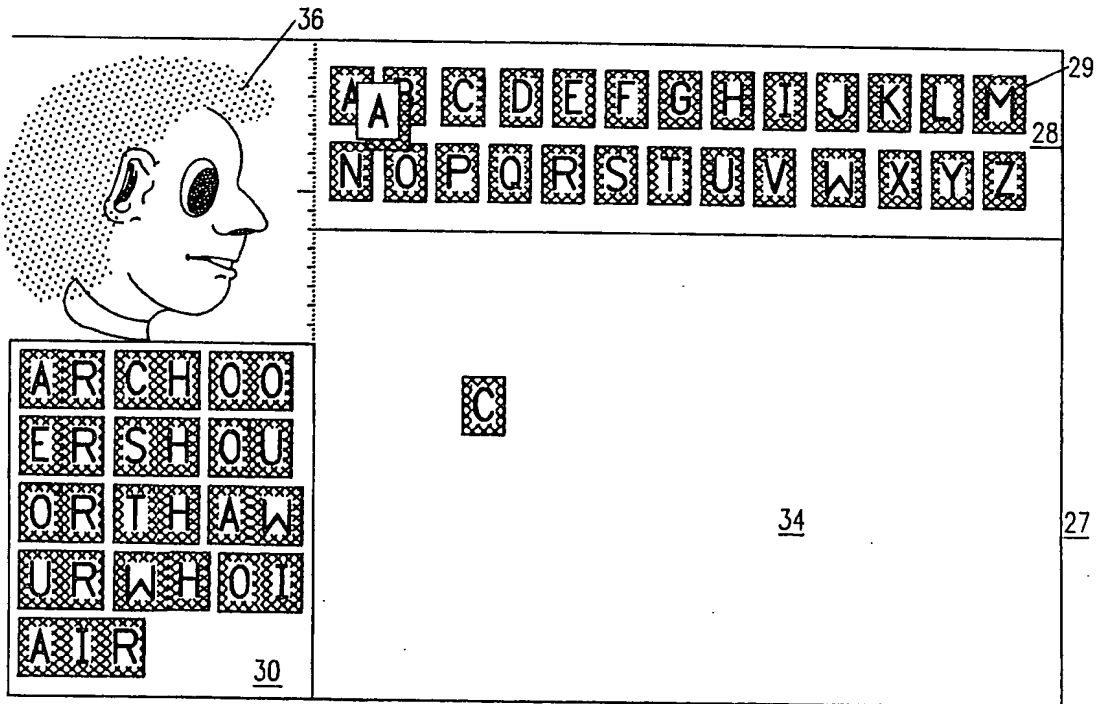 36
A B C D E F G H I J K L M 29
A
28
N O P Q R S T U V W X Y Z
AR CH OO
ER SH OU
C
OR TH AW
34
27
UR WH OI
AIR
30